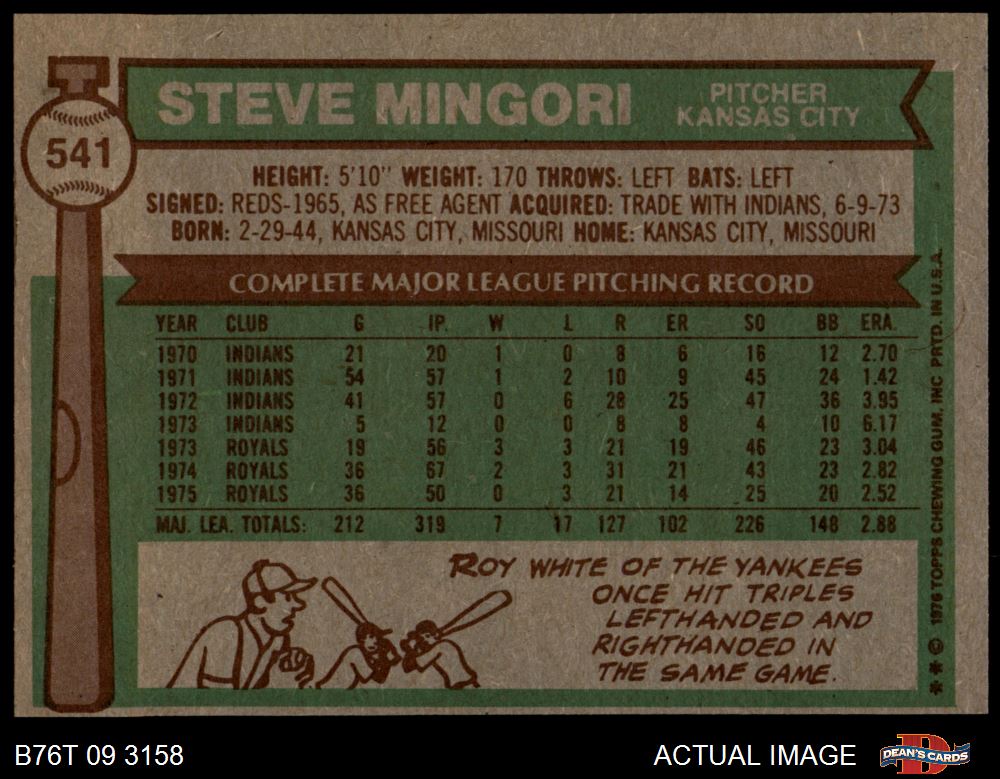 541
STEVE MINGORI
PITCHER
KANSAS CITY
HEIGHT: 5'10" WEIGHT: 170 THROWS: LEFT BATS: LEFT
SIGNED: REDS-1965, AS FREE AGENT ACQUIRED: TRADE WITH INDIANS, 6-9-73
BORN: 2-29-44, KANSAS CITY, MISSOURI HOME: KANSAS CITY, MISSOURI
COMPLETE MAJOR LEAGUE PITCHING RECORD
YEAR CLUB G IP. W L R ER SO BB ERA.
1970 INDIANS 21 20 1 0 8 6 16 12 2.70
1971 INDIANS 54 57 1 2 10 9 45 24 1.42
1972 INDIANS 41 57 0 6 28 25 47 36 3.95
1973 INDIANS 5 12 0 0 8 8 4 10 6.17
1973 ROYALS 19 56 3 3 21 19 46 23 3.04
1974 ROYALS 36 67 2 3 31 21 43 23 2.82
1975 ROYALS 36 50 0 3 21 14 25 20 2.52
MAJ. LEA. TOTALS: 212 319 7 17 127 102 226 148 2.88
ROY WHITE OF THE YANKEES
ONCE HIT TRIPLES
LEFTHANDED AND
RIGHTHANDED IN
THE SAME GAME.
** © 1976 TOPPS CHEWING GUM, INC PRTD. IN U.S.A.
B76T 09 3158
ACTUAL IMAGE
DEAN'S CARDS